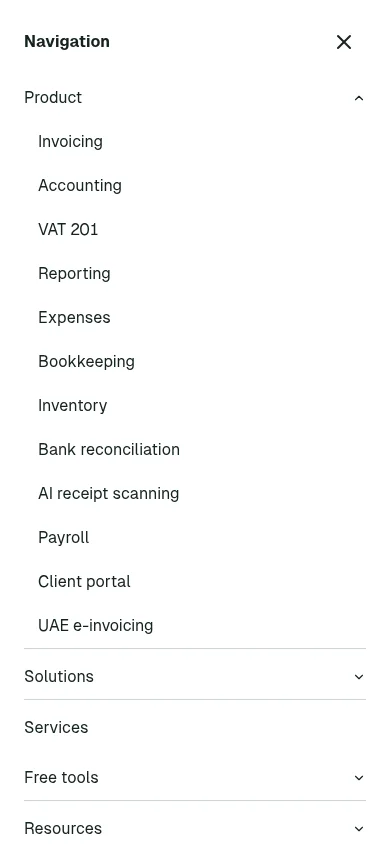 Navigation
Product
Invoicing
Accounting
VAT 201
Reporting
Expenses
Bookkeeping
Inventory
Bank reconciliation
AI receipt scanning
Payroll
Client portal
UAE e-invoicing
Solutions
Services
Free tools
Resources